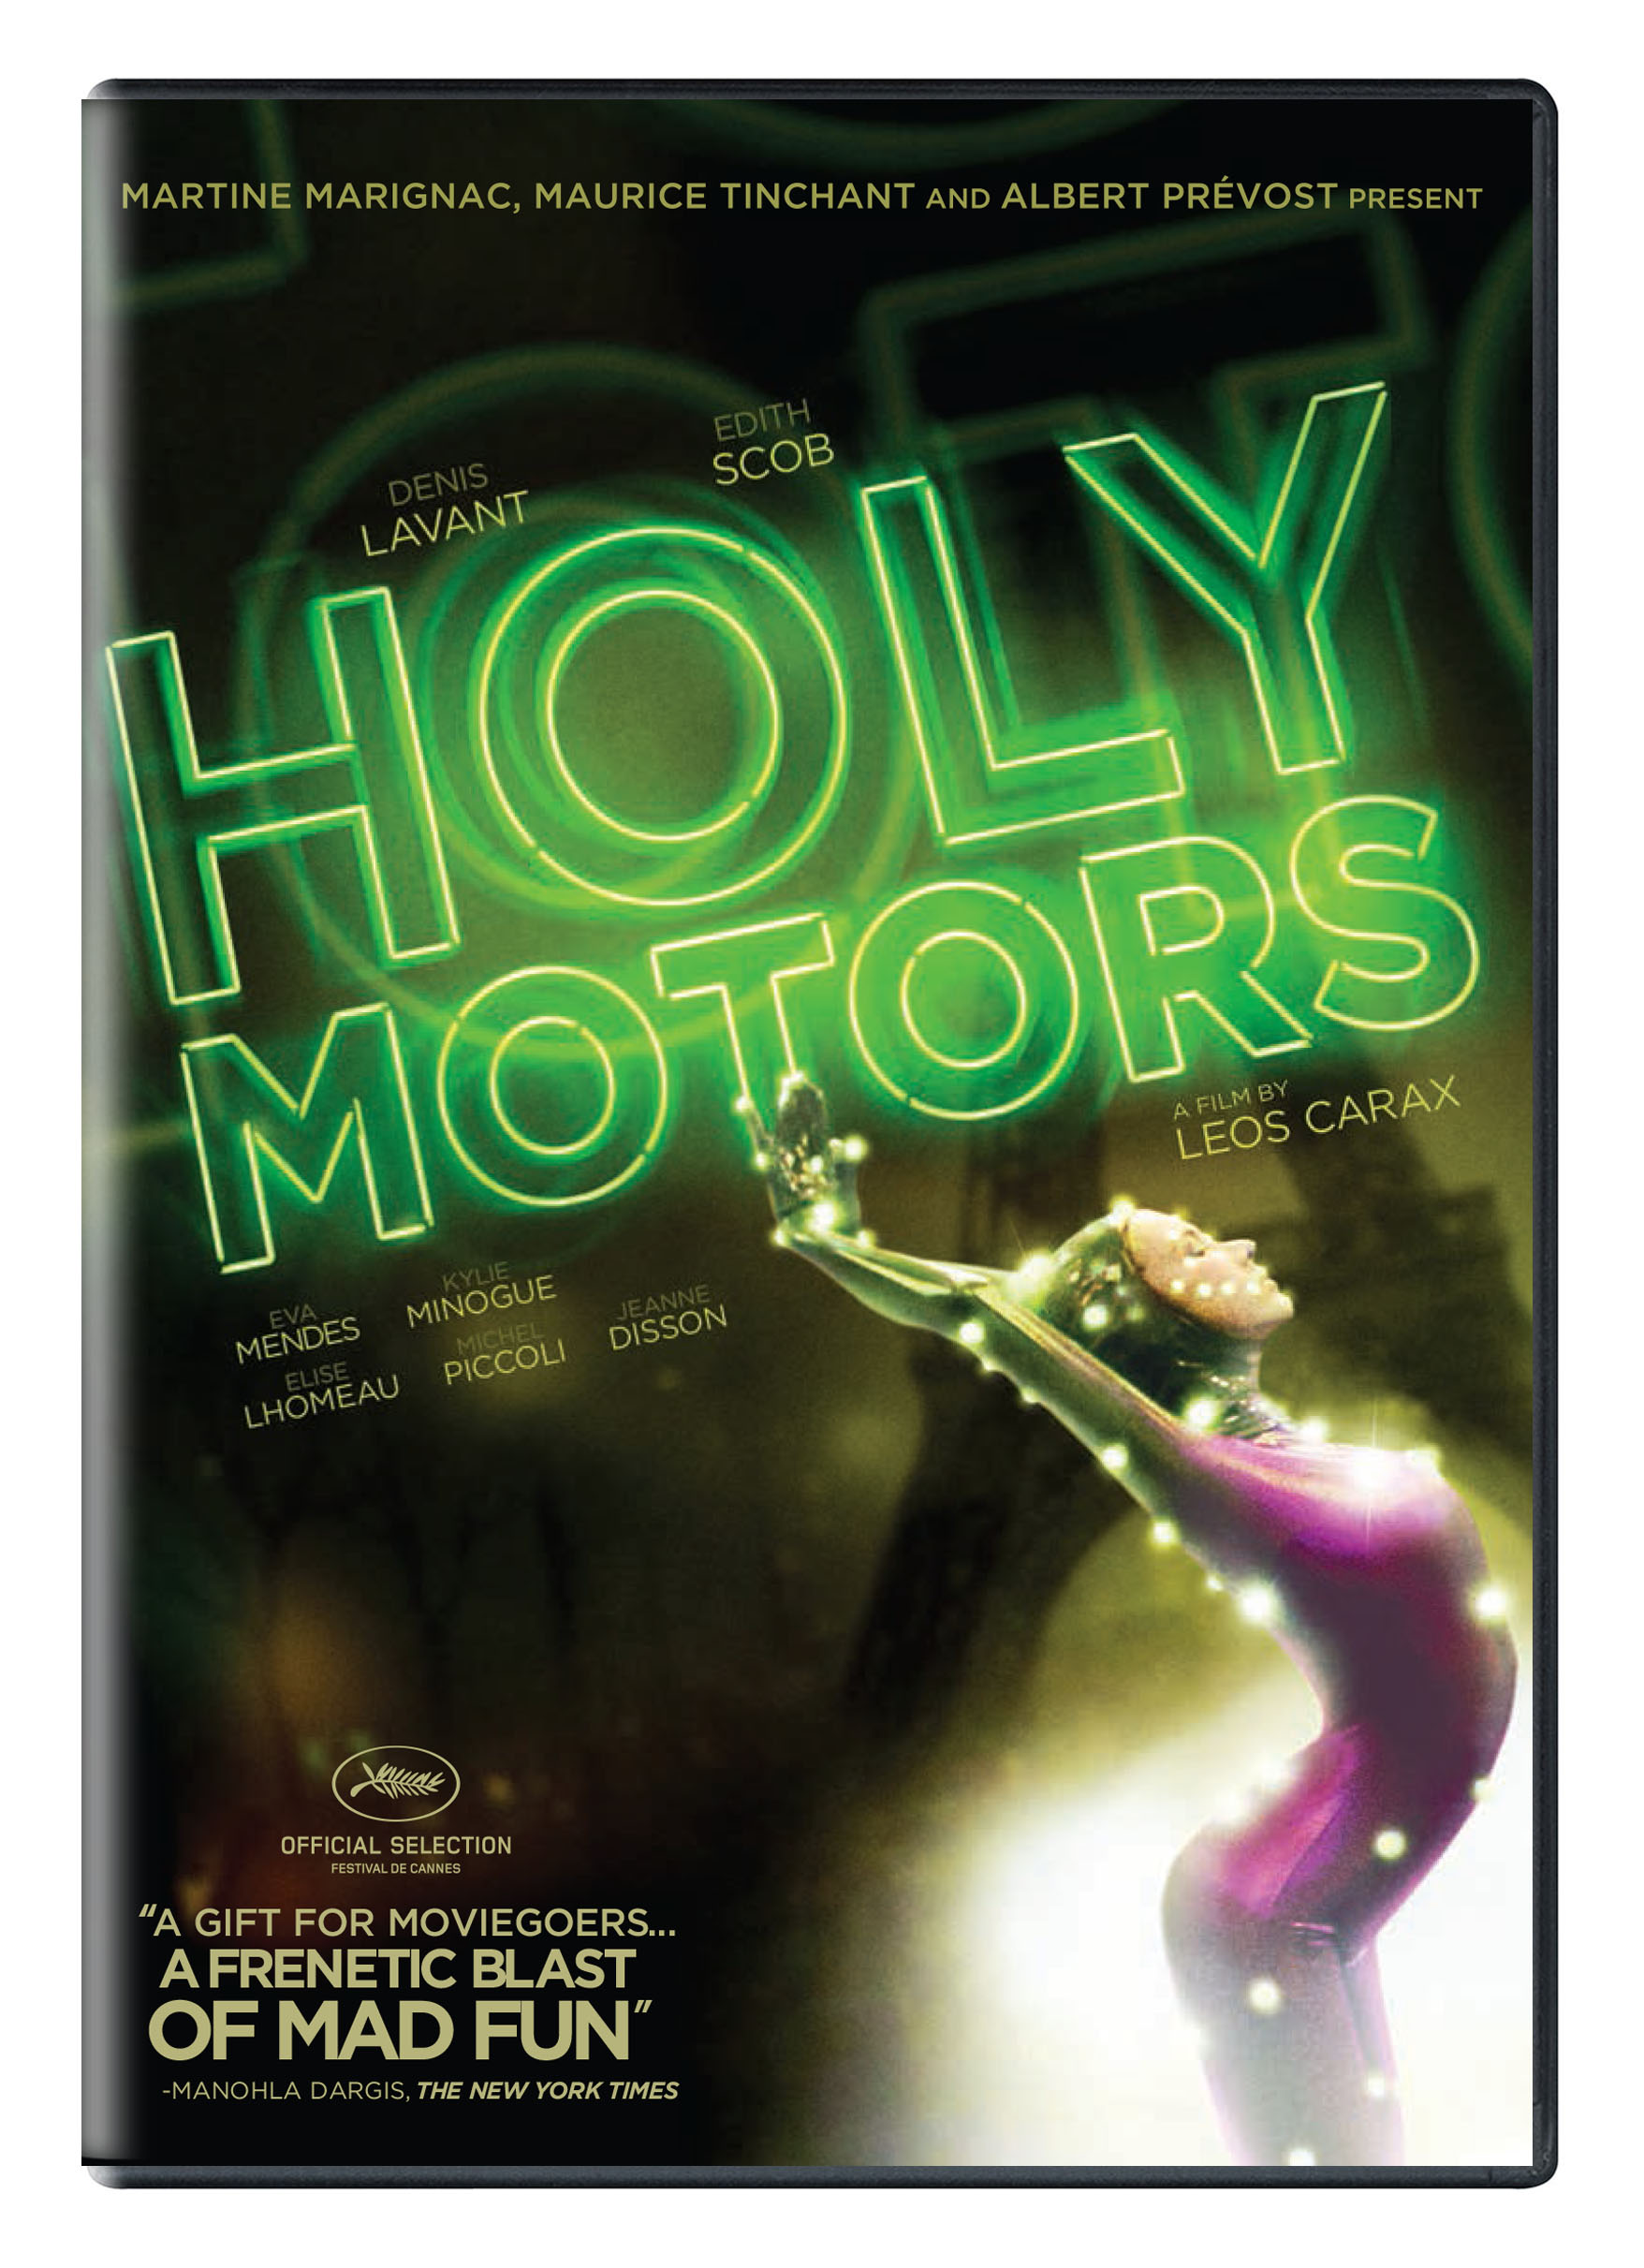 MARTINE MARIGNAC, MAURICE TINCHANT AND ALBERT PRÉVOST PRESENT
DENIS
LAVANT
EDITH
SCOB
HOLY
MOTORS
A FILM BY
LEOS CARAX
EVA
MENDES
KYLIE
MINOGUE
ELISE
LHOMEAU
MICHEL
PICCOLI
JEANNE
DISSON
OFFICIAL SELECTION
FESTIVAL DE CANNES
"A GIFT FOR MOVIEGOERS...
A FRENETIC BLAST
OF MAD FUN"
-MANOHLA DARGIS, THE NEW YORK TIMES